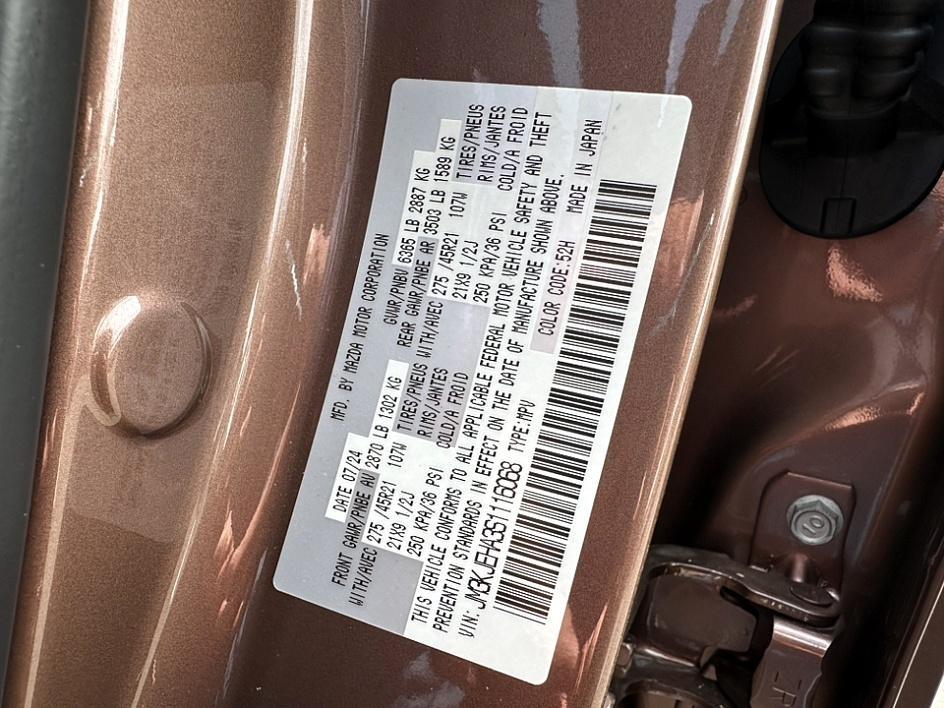 MFD. BY MAZDA MOTOR CORPORATION
DATE 07/24 GVWR/PNBV 6365 LB 2887 KG
FRONT GAWR/PNBE AV 2870 LB 1302 KG REAR GAWR/PNBE AR 3503 LB 1589 KG
WITH/AVEC 275 /45R21 107W TIRES/PNEUS WITH/AVEC 275 /45R21 107W TIRES/PNEUS
21X9 1/2J RIMS/JANTES 21X9 1/2J RIMS/JANTES
250 KPA/36 PSI COLD/A FROID 250 KPA/36 PSI COLD/A FROID
THIS VEHICLE CONFORMS TO ALL APPLICABLE FEDERAL MOTOR VEHICLE SAFETY AND THEFT
PREVENTION STANDARDS IN EFFECT ON THE DATE OF MANUFACTURE SHOWN ABOVE.
VIN: JM3KJEHA3S1116068 TYPE:MPV COLOR CODE:52H
MADE IN JAPAN
10